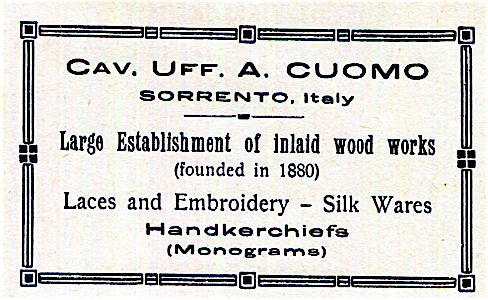 CAV. UFF. A. CUOMO
SORRENTO, Italy
Large Establishment of inlaid wood works
(founded in 1880)
Laces and Embroidery – Silk Wares
Handkerchiefs
(Monograms)